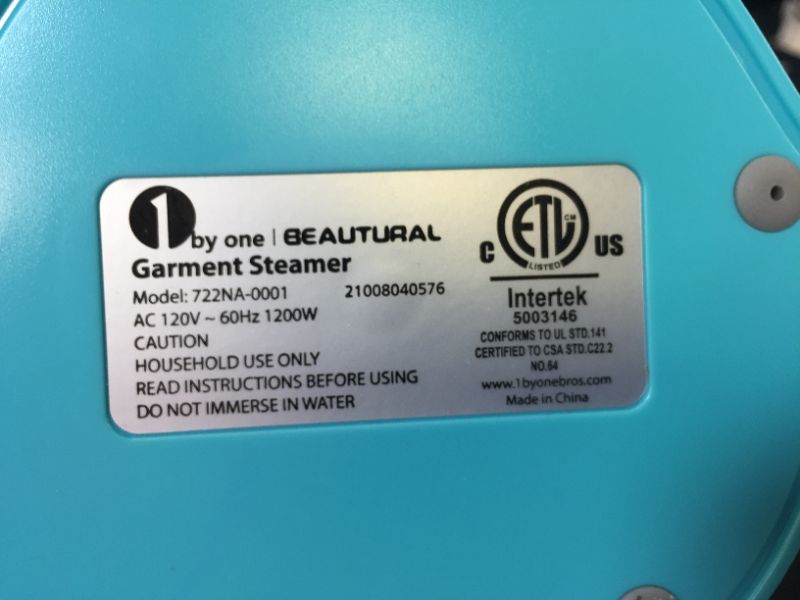 1 by one | BEAUTURAL
Garment Steamer
Model: 722NA-0001 21008040576
AC 120V ~ 60Hz 1200W
CAUTION
HOUSEHOLD USE ONLY
READ INSTRUCTIONS BEFORE USING
DO NOT IMMERSE IN WATER
ETL CM
C US
LISTED
Intertek
5003146
CONFORMS TO UL STD.141
CERTIFIED TO CSA STD.C22.2
NO.64
www.1byonebros.com
Made in China